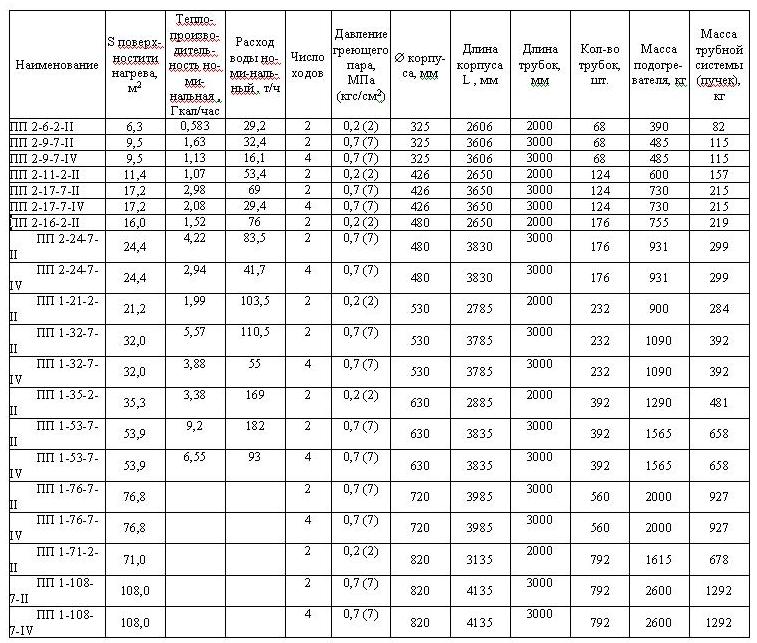 Наименование S поверх-ностити нагрева, м2 Тепло-произво-дитель-ность но-ми-нальная , Гкал/час Расход воды но-ми-наль-ный , т/ч Число ходов Давление греющего пара, МПа (кгс/см2) Ø корпу-са, мм Длина корпуса L , мм Длина трубок, мм Кол-во трубок, шт. Масса подогре-вателя, кг Масса трубной системы (пучек), кг
ПП 2-6-2-II 6,3 0,583 29,2 2 0,2 (2) 325 2606 2000 68 390 82
ПП 2-9-7-II 9,5 1,63 32,4 2 0,7 (7) 325 3606 3000 68 485 115
ПП 2-9-7-IV 9,5 1,13 16,1 4 0,7 (7) 325 3606 3000 68 485 115
ПП 2-11-2-II 11,4 1,07 53,4 2 0,2 (2) 426 2650 2000 124 600 157
ПП 2-17-7-II 17,2 2,98 69 2 0,7 (7) 426 3650 3000 124 730 215
ПП 2-17-7-IV 17,2 2,08 29,4 4 0,7 (7) 426 3650 3000 124 730 215
ПП 2-16-2-II 16,0 1,52 76 2 0,2 (2) 480 2650 2000 176 755 219
ПП 2-24-7-II 24,4 4,22 83,5 2 0,7 (7) 480 3830 3000 176 931 299
ПП 2-24-7-IV 24,4 2,94 41,7 4 0,7 (7) 480 3830 3000 176 931 299
ПП 1-21-2-II 21,2 1,99 103,5 2 0,2 (2) 530 2785 2000 232 900 284
ПП 1-32-7-II 32,0 5,57 110,5 2 0,7 (7) 530 3785 3000 232 1090 392
ПП 1-32-7-IV 32,0 3,88 55 4 0,7 (7) 530 3785 3000 232 1090 392
ПП 1-35-2-II 35,3 3,38 169 2 0,2 (2) 630 2885 2000 392 1290 481
ПП 1-53-7-II 53,9 9,2 182 2 0,7 (7) 630 3835 3000 392 1565 658
ПП 1-53-7-IV 53,9 6,55 93 4 0,7 (7) 630 3835 3000 392 1565 658
ПП 1-76-7-II 76,8 2 0,7 (7) 720 3985 3000 560 2000 927
ПП 1-76-7-IV 76,8 4 0,7 (7) 720 3985 3000 560 2000 927
ПП 1-71-2-II 71,0 2 0,2 (2) 820 3135 2000 792 1615 678
ПП 1-108-7-II 108,0 2 0,7 (7) 820 4135 3000 792 2600 1292
ПП 1-108-7-IV 108,0 4 0,7 (7) 820 4135 3000 792 2600 1292